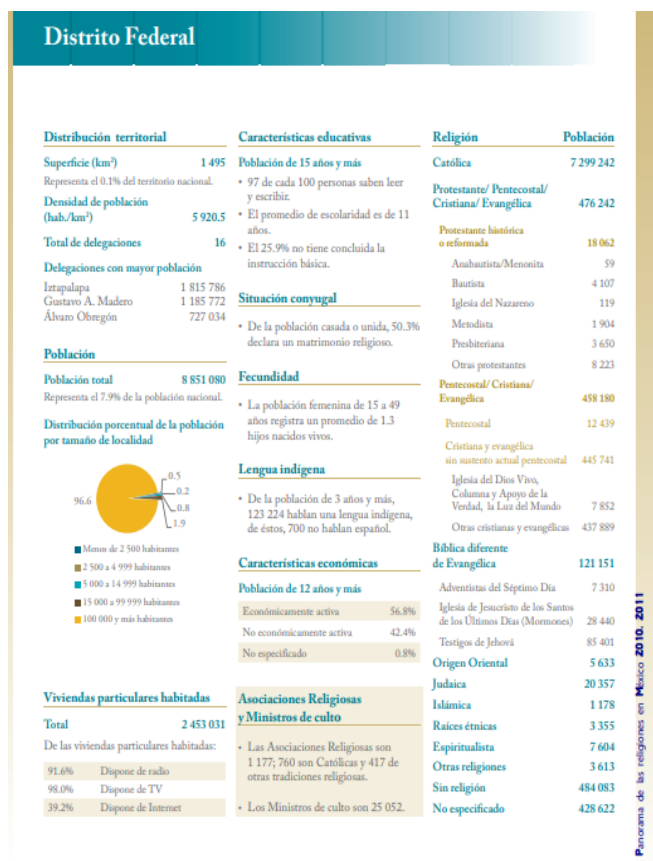 Distrito Federal
Distribución territorial
Superficie (km²) 1 495
Representa el 0.1% del territorio nacional.
Densidad de población
(hab./km²) 5 920.5
Total de delegaciones 16
Delegaciones con mayor población
Iztapalapa 1 815 786
Gustavo A. Madero 1 185 772
Álvaro Obregón 727 034
Población
Población total 8 851 080
Representa el 7.9% de la población nacional.
Distribución porcentual de la población
por tamaño de localidad
96.6
0.5
0.2
0.8
1.9
Menos de 2 500 habitantes
2 500 a 4 999 habitantes
5 000 a 14 999 habitantes
15 000 a 99 999 habitantes
100 000 y más habitantes
Viviendas particulares habitadas
Total 2 453 031
De las viviendas particulares habitadas:
91.6% Dispone de radio
98.0% Dispone de TV
39.2% Dispone de Internet
Características educativas
Población de 15 años y más
• 97 de cada 100 personas saben leer
y escribir.
• El promedio de escolaridad es de 11
años.
• El 25.9% no tiene concluida la
instrucción básica.
Situación conyugal
• De la población casada o unida, 50.3%
declara un matrimonio religioso.
Fecundidad
• La población femenina de 15 a 49
años registra un promedio de 1.3
hijos nacidos vivos.
Lengua indígena
• De la población de 3 años y más,
123 224 hablan una lengua indígena,
de éstos, 700 no hablan español.
Características económicas
Población de 12 años y más
Económicamente activa 56.8%
No económicamente activa 42.4%
No especificado 0.8%
Asociaciones Religiosas
y Ministros de culto
• Las Asociaciones Religiosas son
1 177; 760 son Católicas y 417 de
otras tradiciones religiosas.
• Los Ministros de culto son 25 052.
Religión Población
Católica 7 299 242
Protestante/ Pentecostal/
Cristiana/ Evangélica 476 242
Protestante histórica
o reformada 18 062
Anabautista/Menonita 59
Bautista 4 107
Iglesia del Nazareno 119
Metodista 1 904
Presbiteriana 3 650
Otras protestantes 8 223
Pentecostal/ Cristiana/
Evangélica 458 180
Pentecostal 12 439
Cristiana y evangélica
sin sustento actual pentecostal 445 741
Iglesia del Dios Vivo,
Columna y Apoyo de la
Verdad, la Luz del Mundo 7 852
Otras cristianas y evangélicas 437 889
Bíblica diferente
de Evangélica 121 151
Adventistas del Séptimo Día 7 310
Iglesia de Jesucristo de los Santos
de los Últimos Días (Mormones) 28 440
Testigos de Jehová 85 401
Origen Oriental 5 633
Judaica 20 357
Islámica 1 178
Raíces étnicas 3 355
Espiritualista 7 604
Otras religiones 3 613
Sin religión 484 083
No especificado 428 622
Panorama de las religiones en México 2010. 2011